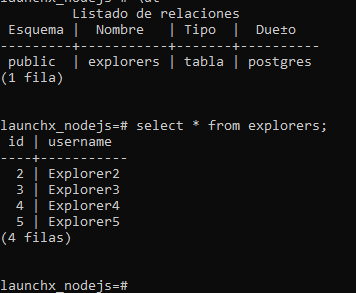 launchx_nodejs=# \dt
         Listado de relaciones
 Esquema |  Nombre   | Tipo  |  Due±o
---------+-----------+-------+----------
 public  | explorers | tabla | postgres
(1 fila)
launchx_nodejs=# select * from explorers;
 id | username
----+-----------
  2 | Explorer2
  3 | Explorer3
  4 | Explorer4
  5 | Explorer5
(4 filas)
launchx_nodejs=#